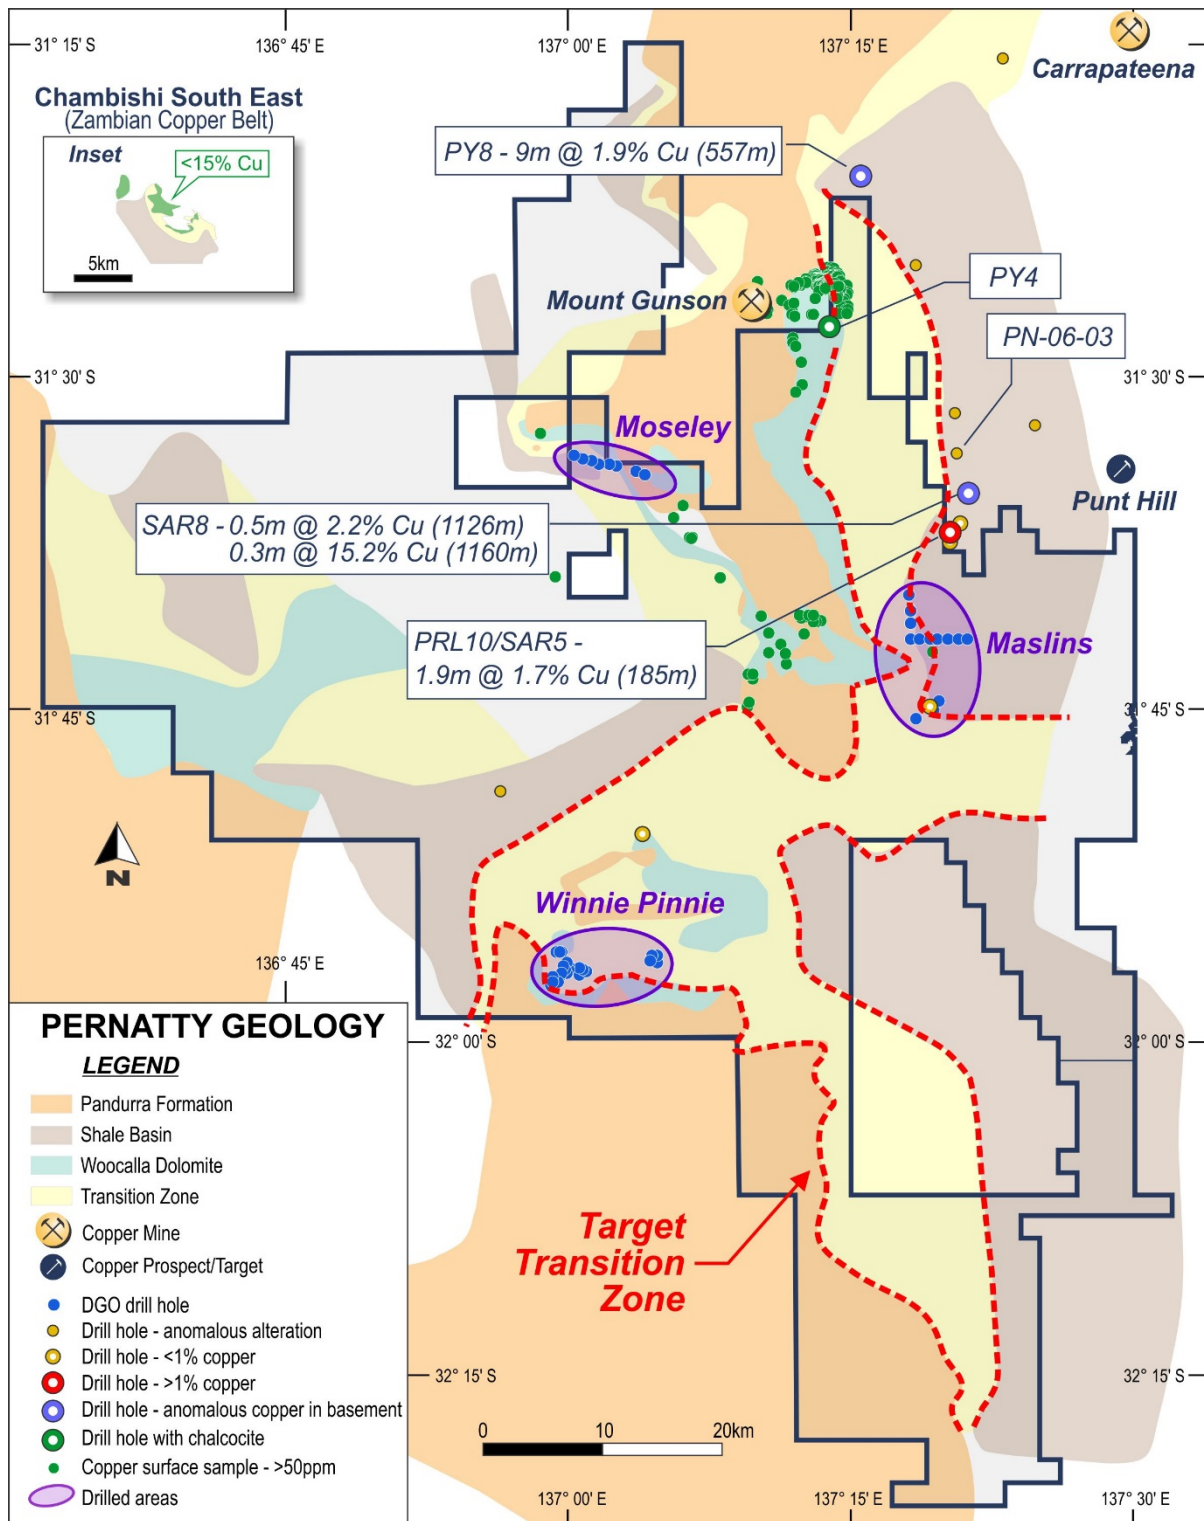 31° 15' S
136° 45' E
137° 00' E
137° 15' E
Carrapateena
Chambishi South East
(Zambian Copper Belt)
Inset
<15% Cu
5km
PY8 - 9m @ 1.9% Cu (557m)
Mount Gunson
PY4
PN-06-03
31° 30' S
31° 30' S
Moseley
Punt Hill
SAR8 - 0.5m @ 2.2% Cu (1126m)
0.3m @ 15.2% Cu (1160m)
PRL10/SAR5 -
1.9m @ 1.7% Cu (185m)
Maslins
31° 45' S
31° 45' S
N
Winnie Pinnie
136° 45' E
32° 00' S
32° 00' S
PERNATTY GEOLOGY
LEGEND
Pandurra Formation
Shale Basin
Woocalla Dolomite
Transition Zone
Copper Mine
Copper Prospect/Target
DGO drill hole
Drill hole - anomalous alteration
Drill hole - <1% copper
Drill hole - >1% copper
Drill hole - anomalous copper in basement
Drill hole with chalcocite
Copper surface sample - >50ppm
Drilled areas
Target
Transition
Zone
32° 15' S
32° 15' S
0 10 20km
137° 00' E
137° 15' E
137° 30' E